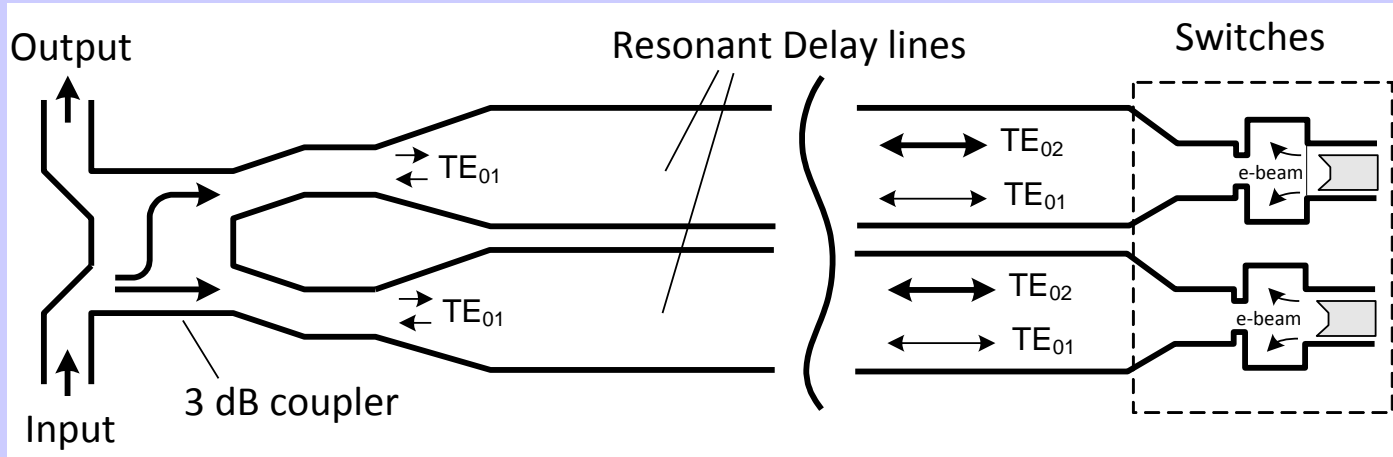 Output
Resonant Delay lines
Switches
TE₀₁
TE₀₂
TE₀₁
e-beam
TE₀₁
TE₀₂
TE₀₁
e-beam
3 dB coupler
Input